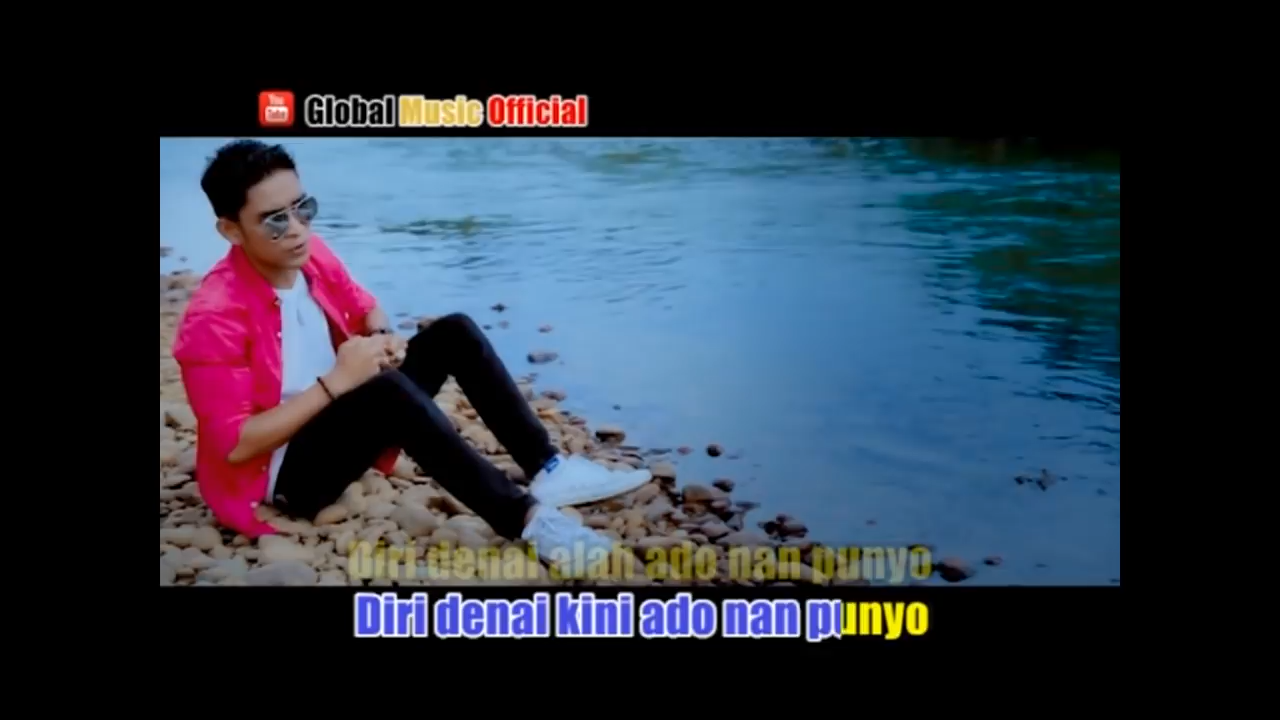 You
Tube
Global Music Official
Diri denai alah ado nan punyo
Diri denai kini ado nan punyo